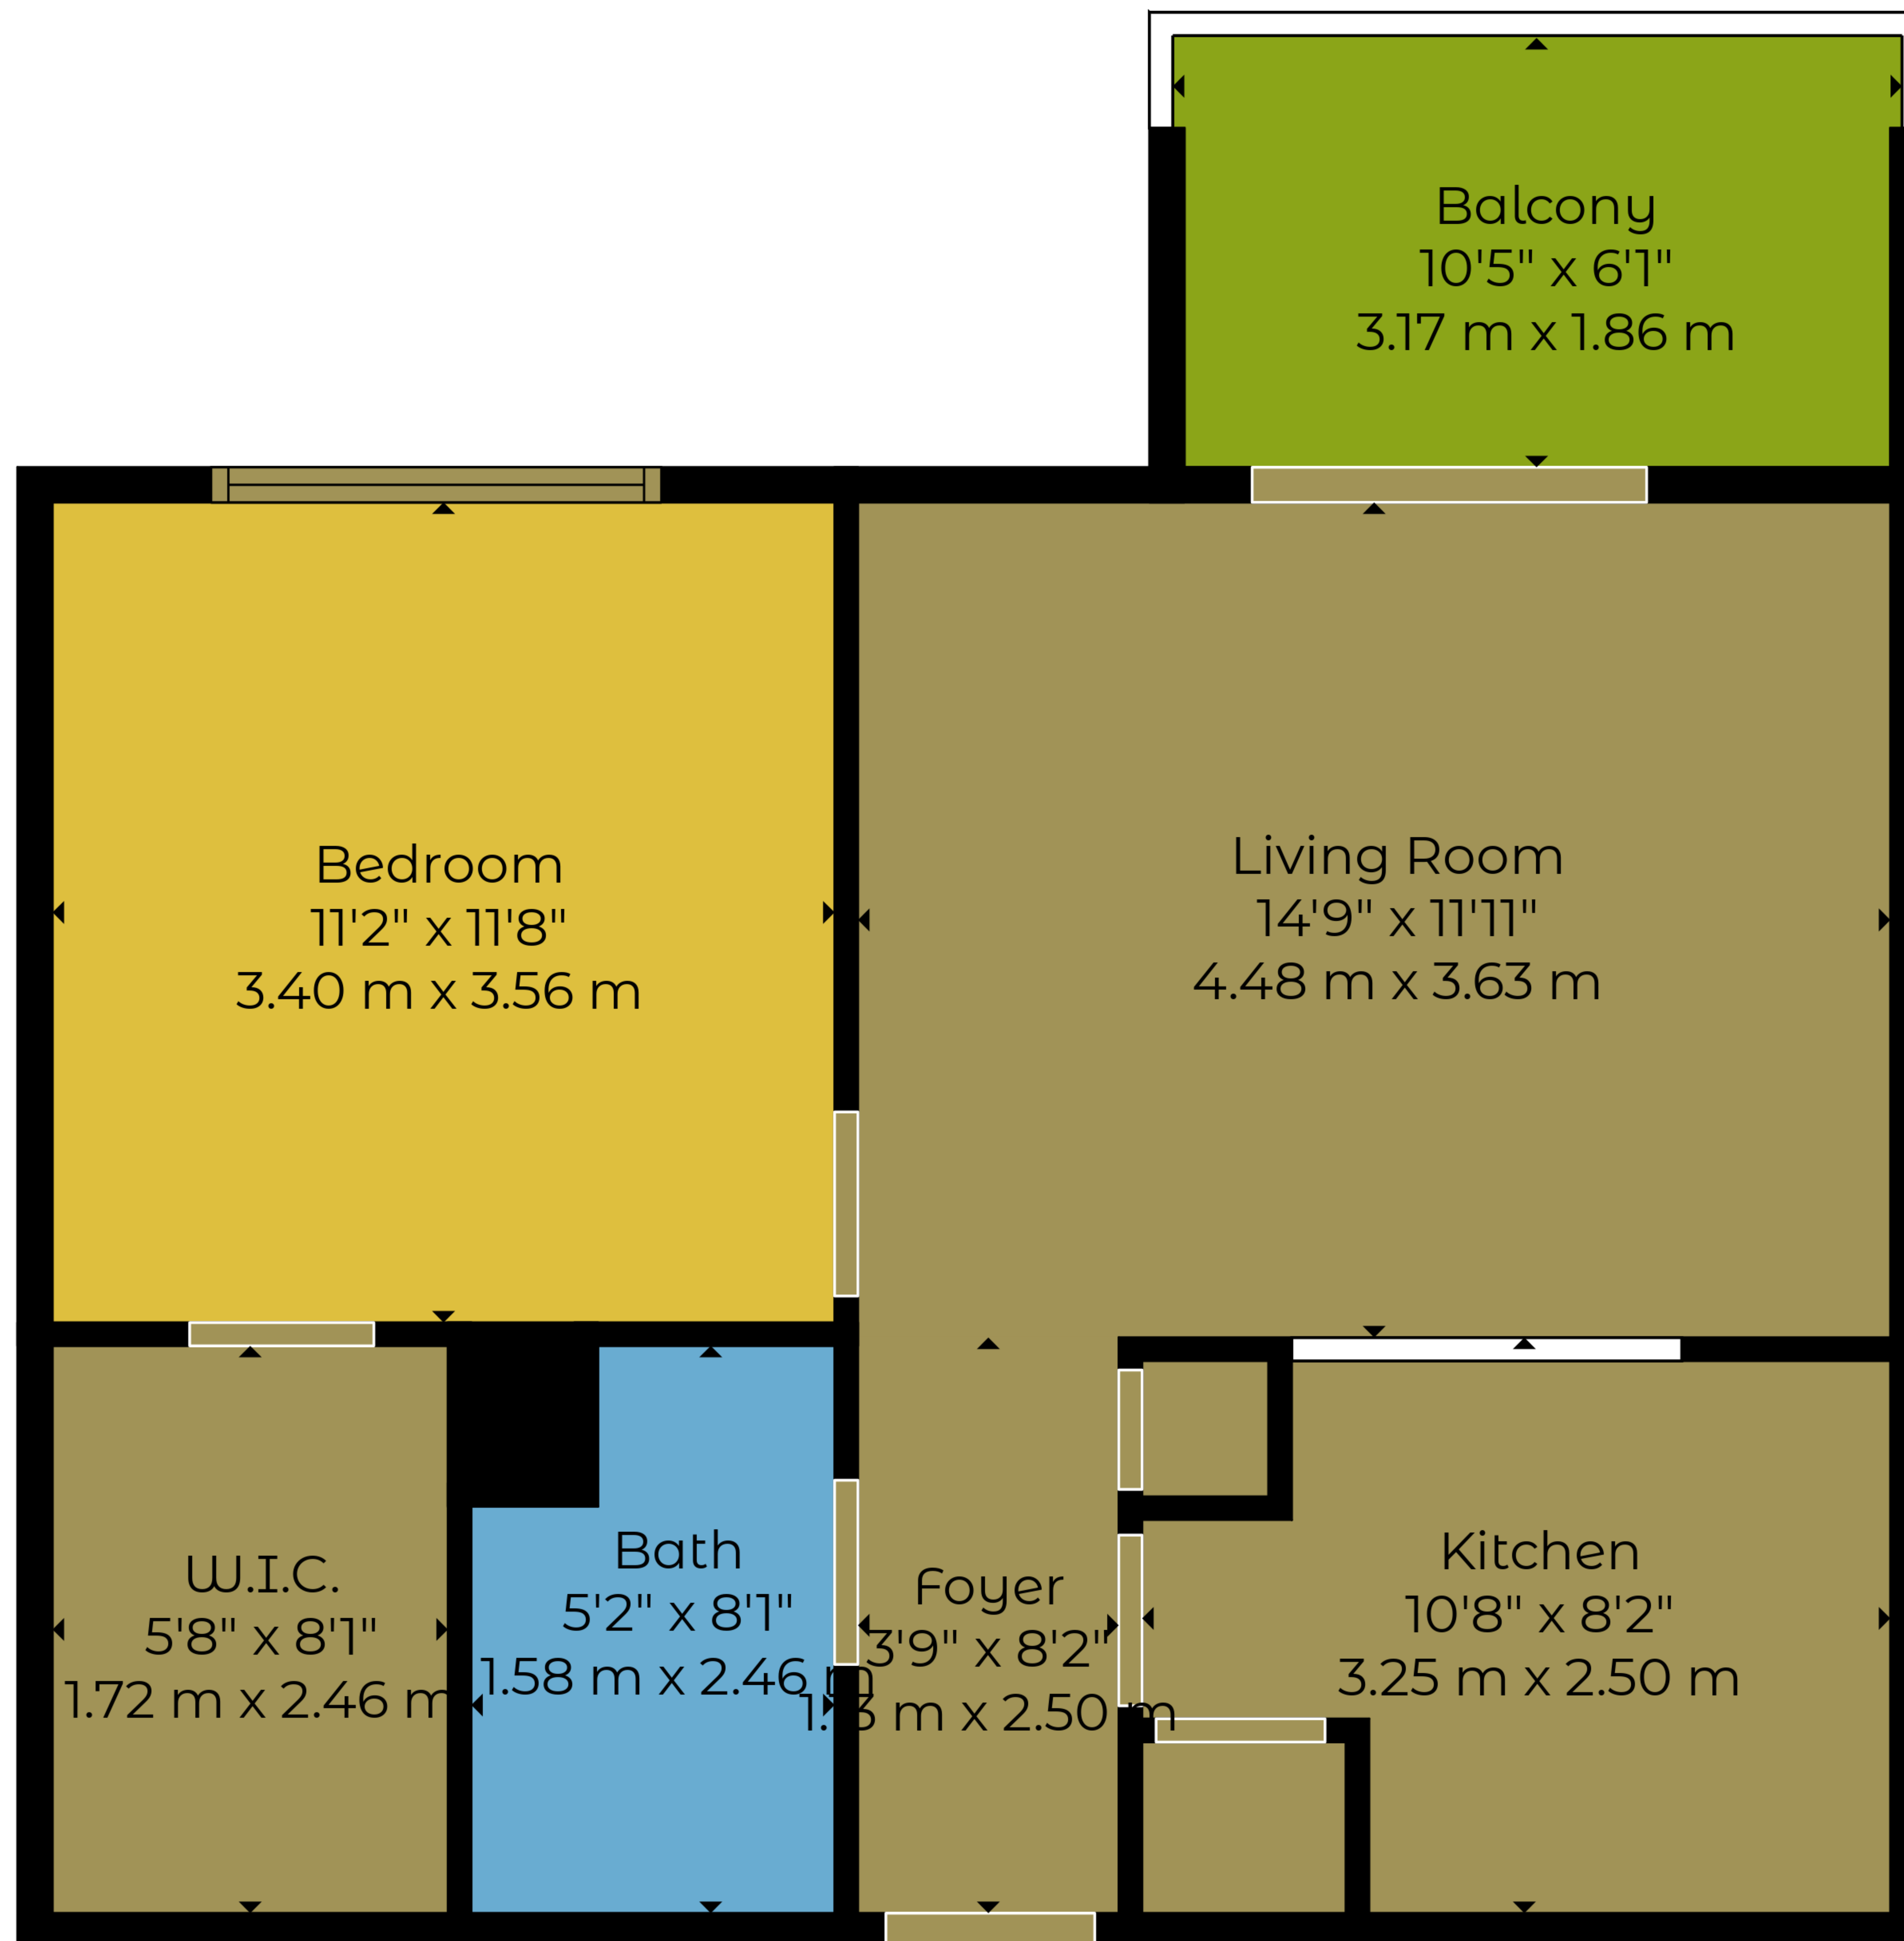 Balcony
10'5" x 6'1"
3.17 m x 1.86 m
Bedroom
11'2" x 11'8"
3.40 m x 3.56 m
Living Room
14'9" x 11'11"
4.48 m x 3.63 m
W.I.C.
5'8" x 8'1"
1.72 m x 2.46 m
Bath
5'2" x 8'1"
1.58 m x 2.46 m
Foyer
3'9" x 8'2"
m x 2.50 m
Kitchen
10'8" x 8'2"
3.25 m x 2.50 m